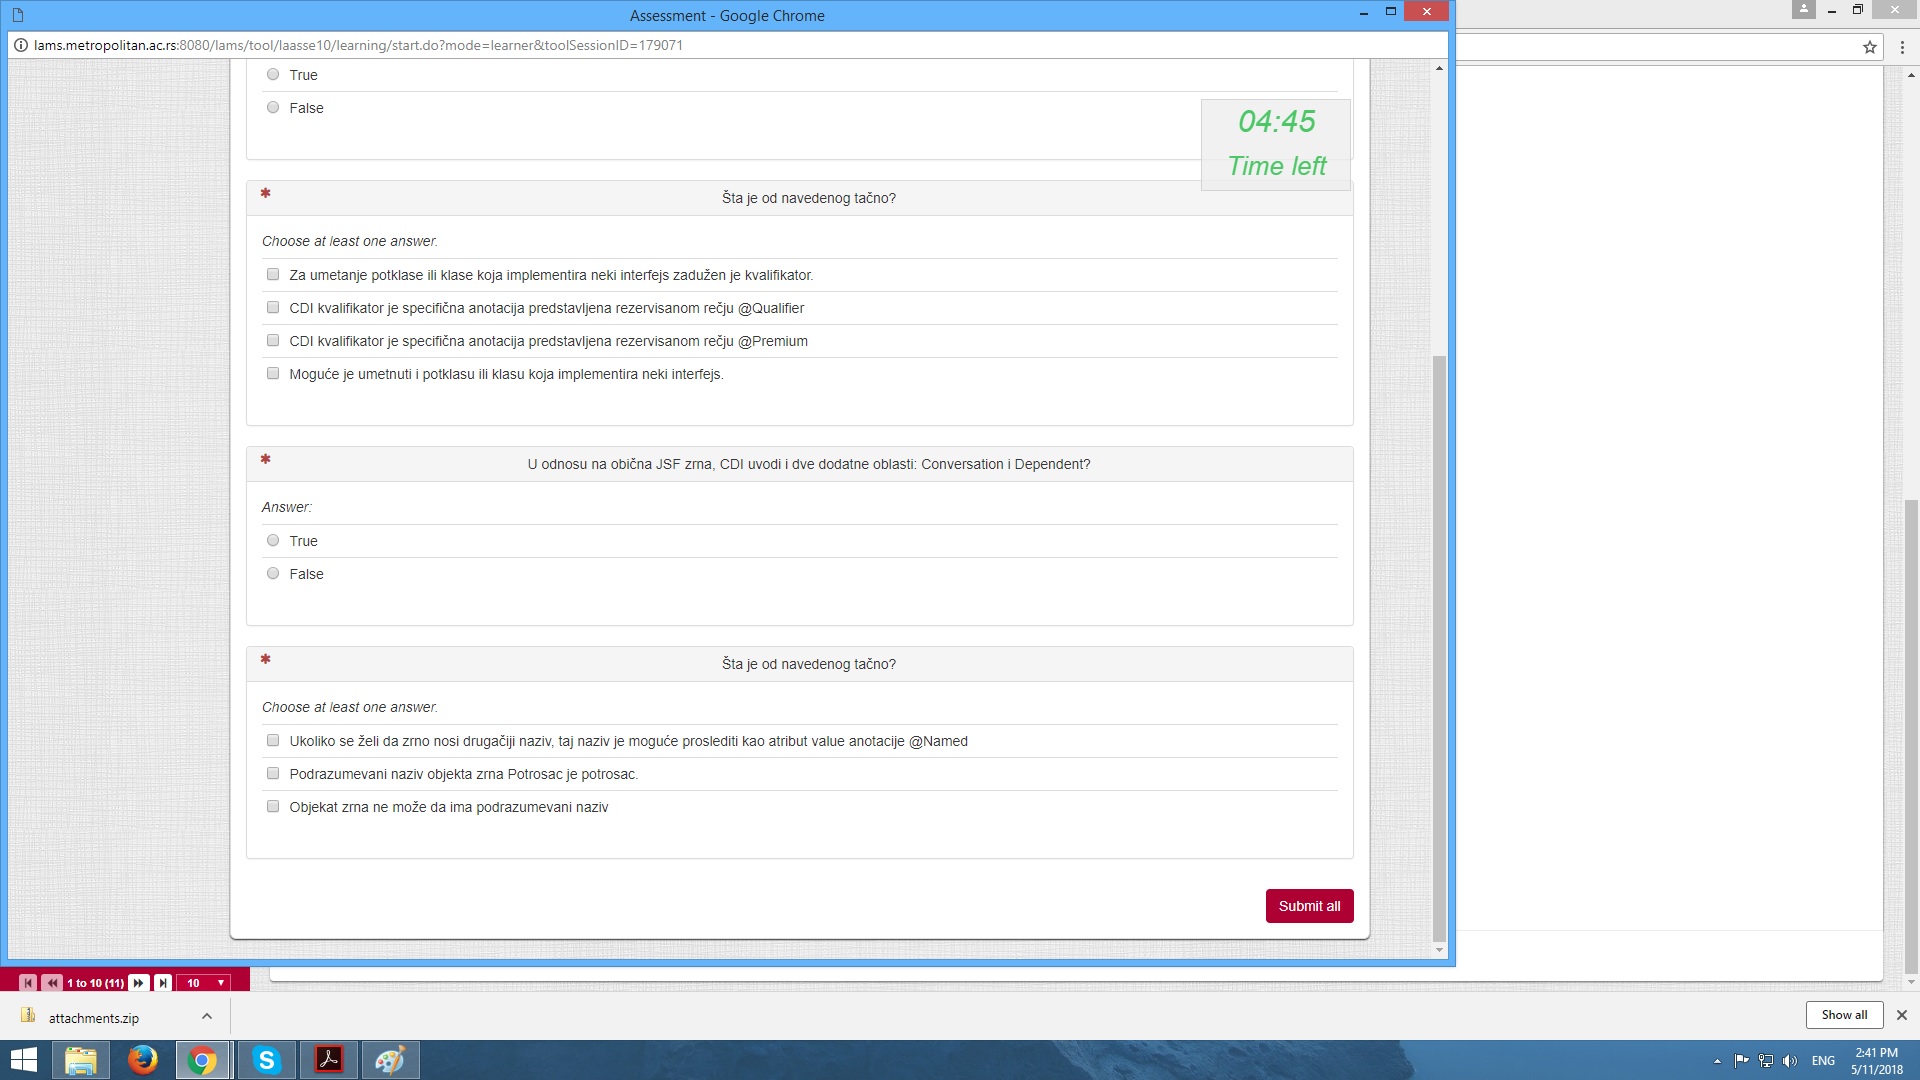 Assessment - Google Chrome
lams.metropolitan.ac.rs:8080/lams/tool/laasse10/learning/start.do?mode=learner&toolSessionID=179071
True
False
04:45
Time left
* Šta je od navedenog tačno?
Choose at least one answer.
Za umetanje potklase ili klase koja implementira neki interfejs zadužen je kvalifikator.
CDI kvalifikator je specifična anotacija predstavljena rezervisanom rečju @Qualifier
CDI kvalifikator je specifična anotacija predstavljena rezervisanom rečju @Premium
Moguće je umetnuti i potklasu ili klasu koja implementira neki interfejs.
* U odnosu na obična JSF zrna, CDI uvodi i dve dodatne oblasti: Conversation i Dependent?
Answer:
True
False
* Šta je od navedenog tačno?
Choose at least one answer.
Ukoliko se želi da zrno nosi drugačiji naziv, taj naziv je moguće proslediti kao atribut value anotacije @Named
Podrazumevani naziv objekta zrna Potrosac je potrosac.
Objekat zrna ne može da ima podrazumevani naziv
Submit all
1 to 10 (11)
10
attachments.zip
Show all
ENG
2:41 PM
5/11/2018